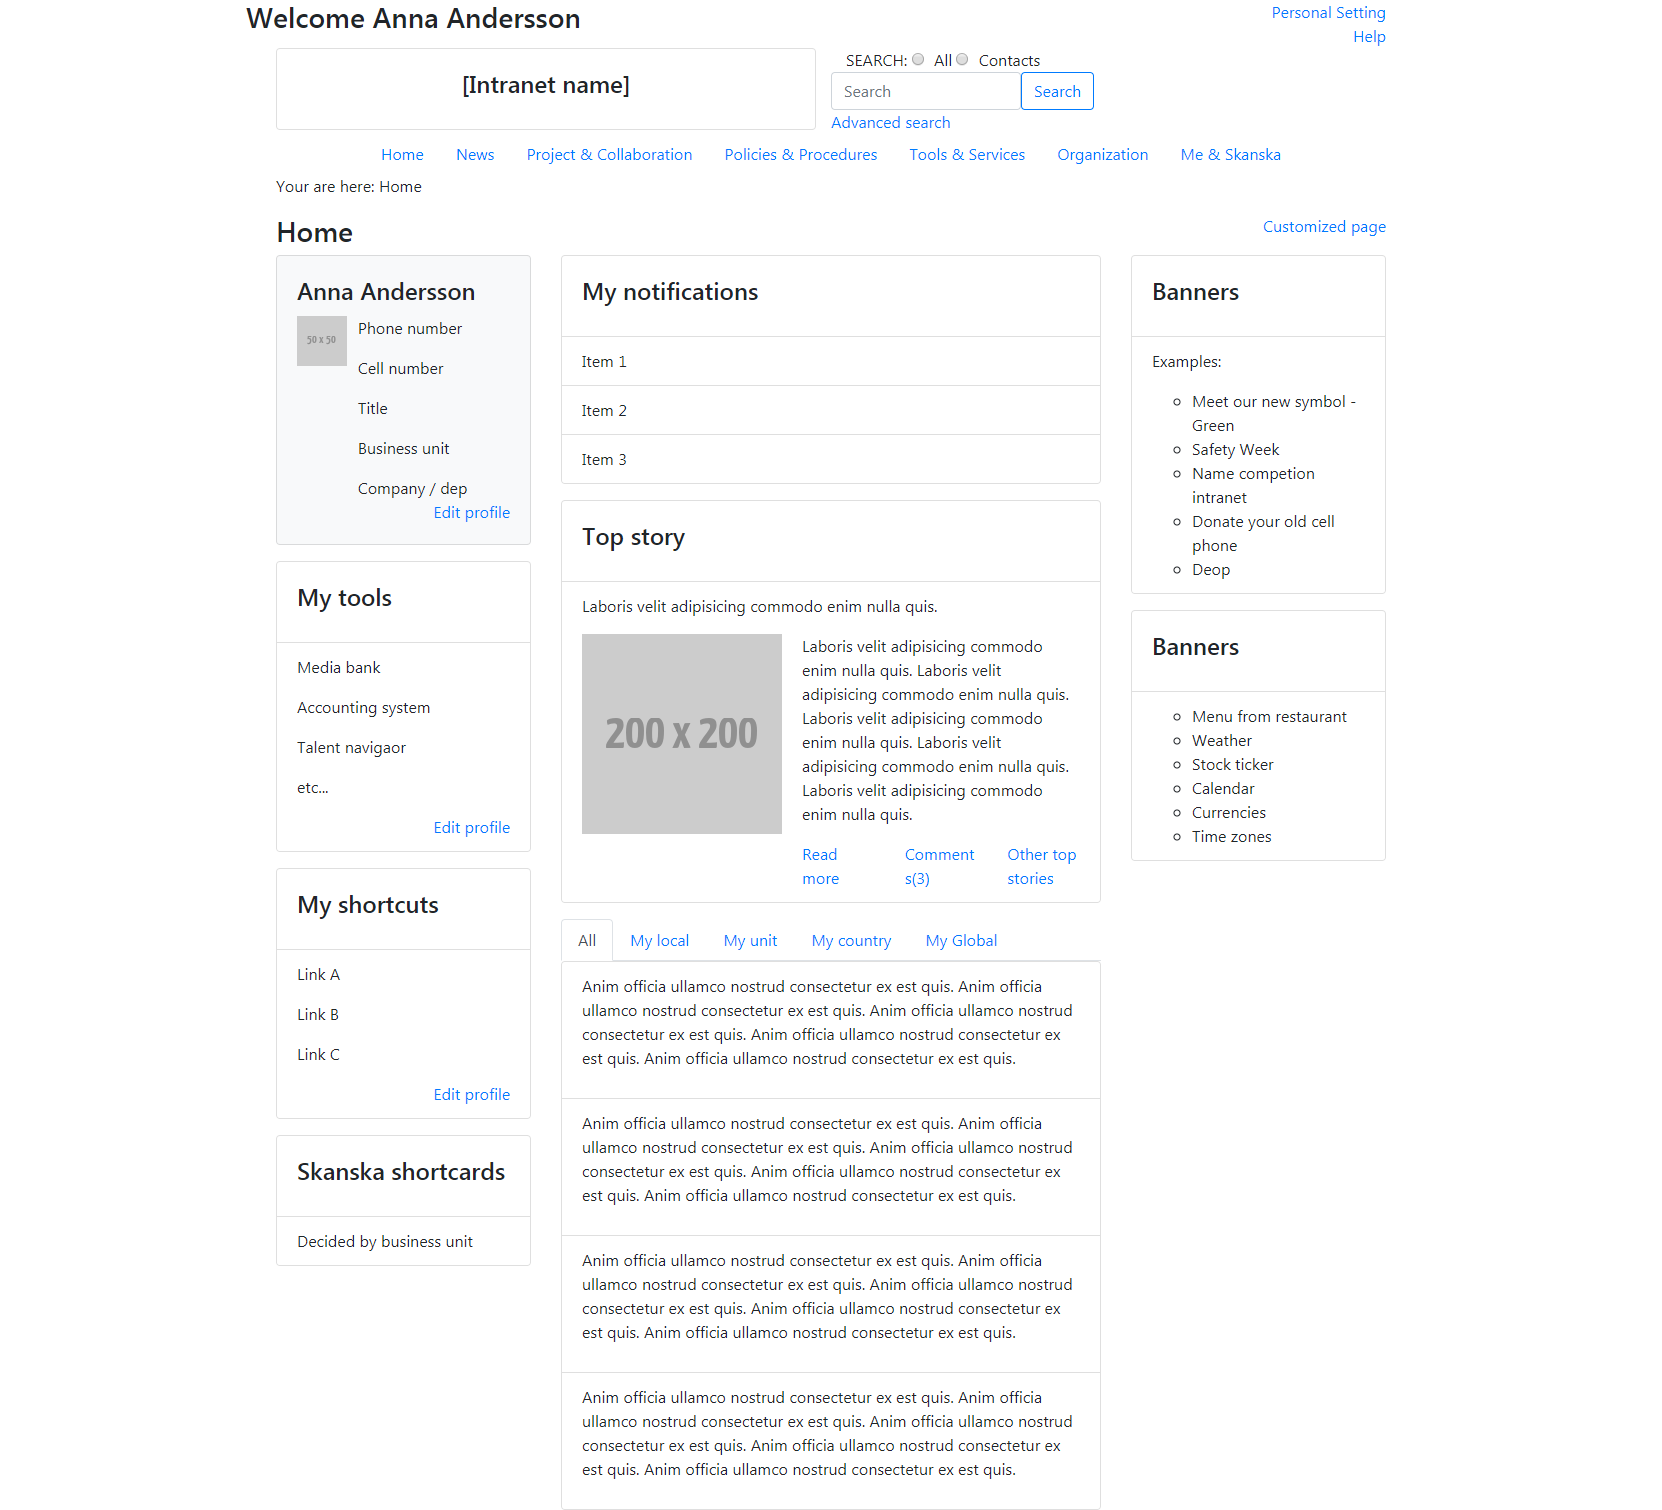 Welcome Anna Andersson
Personal Setting
Help
[Intranet name]
SEARCH: All Contacts
Search
Search
Advanced search
Home News Project & Collaboration Policies & Procedures Tools & Services Organization Me & Skanska
Your are here: Home
Home
Customized page
Anna Andersson
50 x 50
Phone number
Cell number
Title
Business unit
Company / dep
Edit profile
My tools
Media bank
Accounting system
Talent navigaor
etc...
Edit profile
My shortcuts
Link A
Link B
Link C
Edit profile
Skanska shortcards
Decided by business unit
My notifications
Item 1
Item 2
Item 3
Top story
Laboris velit adipisicing commodo enim nulla quis.
200 x 200
Laboris velit adipisicing commodo
enim nulla quis. Laboris velit
adipisicing commodo enim nulla quis.
Laboris velit adipisicing commodo
enim nulla quis. Laboris velit
adipisicing commodo enim nulla quis.
Laboris velit adipisicing commodo
enim nulla quis.
Read
more
Comment
s(3)
Other top
stories
All My local My unit My country My Global
Anim officia ullamco nostrud consectetur ex est quis. Anim officia
ullamco nostrud consectetur ex est quis. Anim officia ullamco nostrud
consectetur ex est quis. Anim officia ullamco nostrud consectetur ex
est quis. Anim officia ullamco nostrud consectetur ex est quis.
Anim officia ullamco nostrud consectetur ex est quis. Anim officia
ullamco nostrud consectetur ex est quis. Anim officia ullamco nostrud
consectetur ex est quis. Anim officia ullamco nostrud consectetur ex
est quis. Anim officia ullamco nostrud consectetur ex est quis.
Anim officia ullamco nostrud consectetur ex est quis. Anim officia
ullamco nostrud consectetur ex est quis. Anim officia ullamco nostrud
consectetur ex est quis. Anim officia ullamco nostrud consectetur ex
est quis. Anim officia ullamco nostrud consectetur ex est quis.
Anim officia ullamco nostrud consectetur ex est quis. Anim officia
ullamco nostrud consectetur ex est quis. Anim officia ullamco nostrud
consectetur ex est quis. Anim officia ullamco nostrud consectetur ex
est quis. Anim officia ullamco nostrud consectetur ex est quis.
Banners
Examples:
Meet our new symbol -
Green
Safety Week
Name competion
intranet
Donate your old cell
phone
Deop
Banners
Menu from restaurant
Weather
Stock ticker
Calendar
Currencies
Time zones